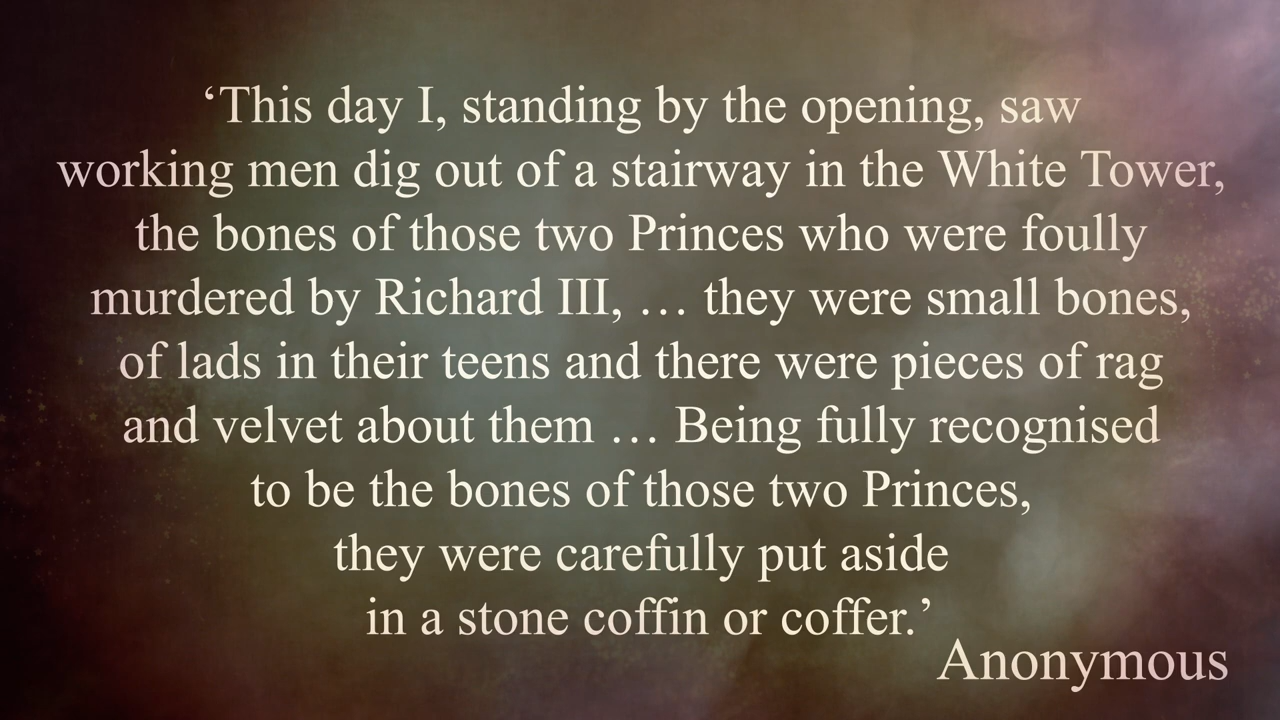 ‘This day I, standing by the opening, saw
working men dig out of a stairway in the White Tower,
the bones of those two Princes who were foully
murdered by Richard III, … they were small bones,
of lads in their teens and there were pieces of rag
and velvet about them … Being fully recognised
to be the bones of those two Princes,
they were carefully put aside
in a stone coffin or coffer.’
Anonymous